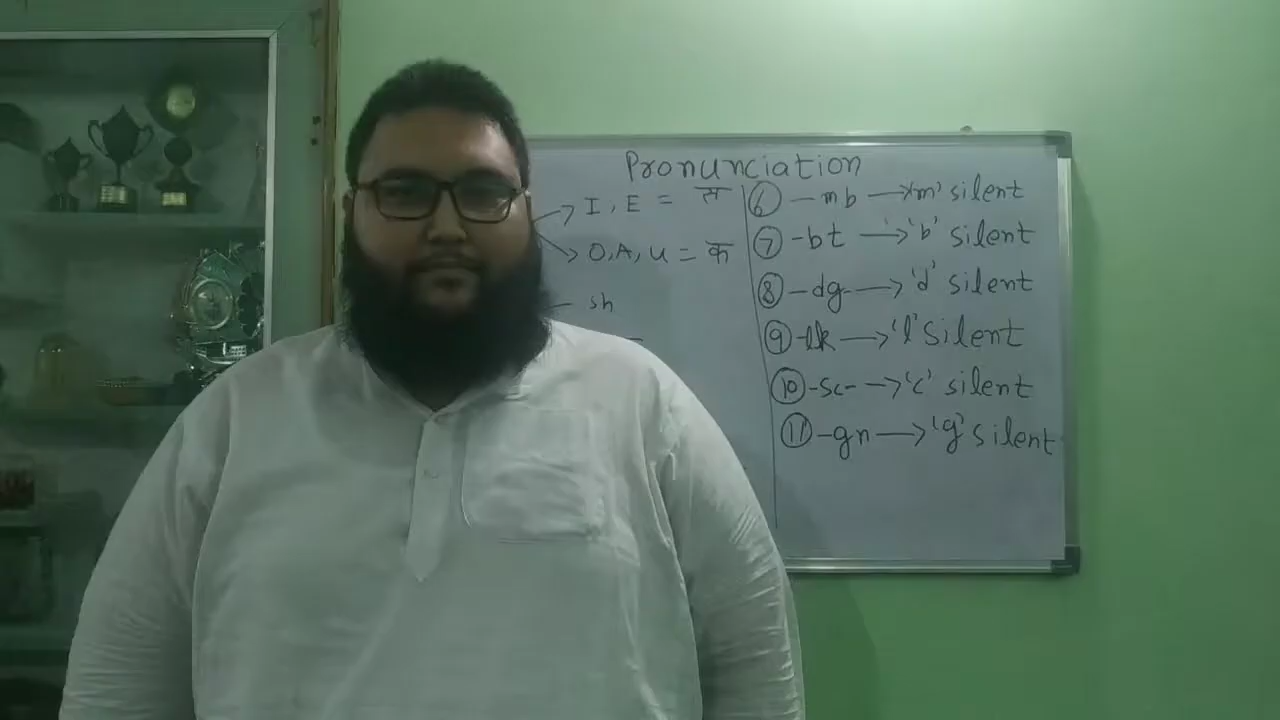 Pronunciation
I, E = स
O, A, U = क
sh
⑥ -mb → 'm' silent
⑦ -bt → 'b' silent
⑧ -dg- → 'd' silent
⑨ -lk → 'l' silent
⑩ -sc- → 'c' silent
⑪ -gn → 'g' silent